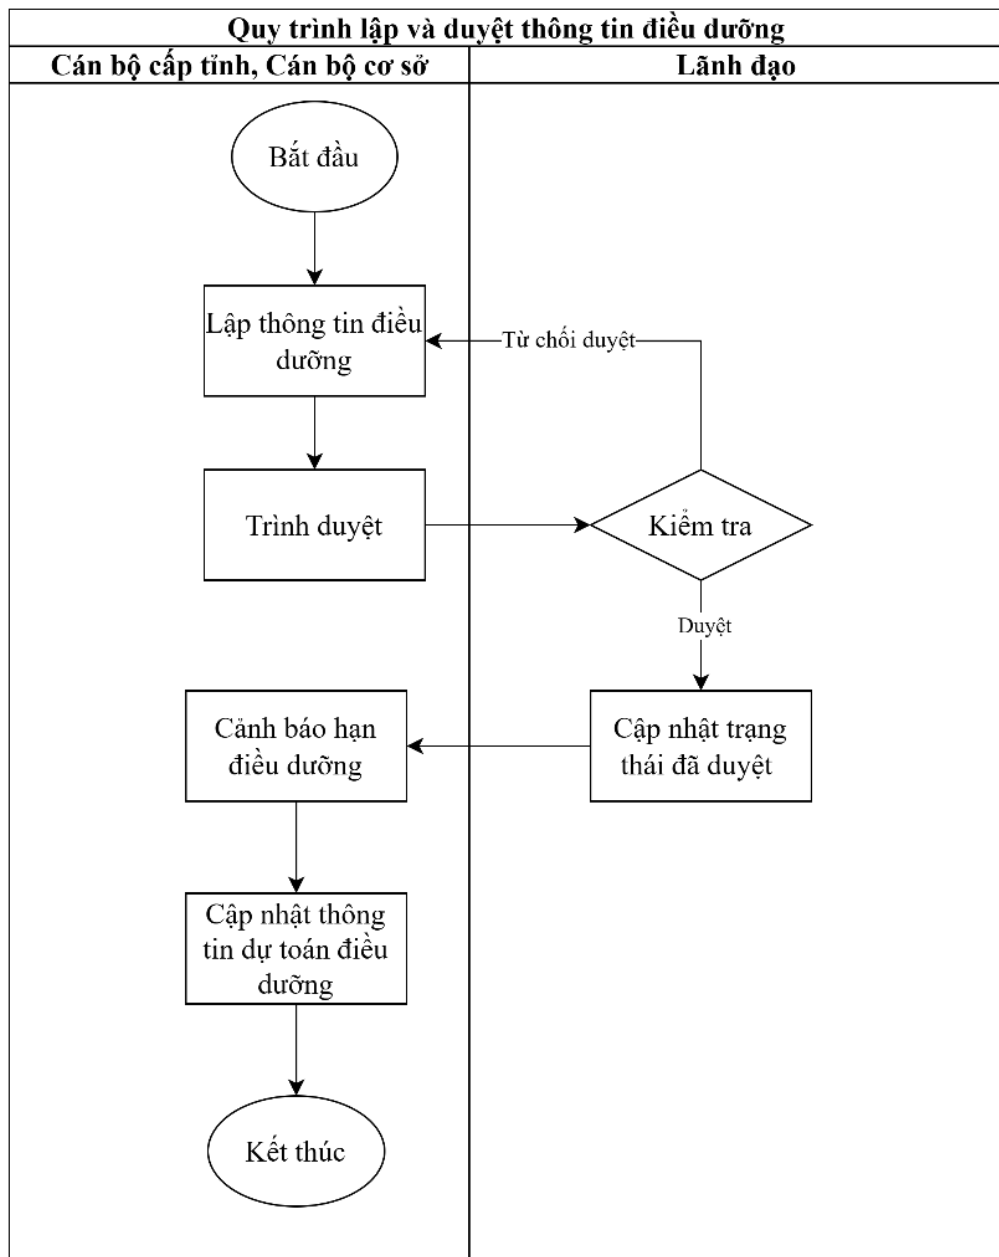 Quy trình lập và duyệt thông tin điều dưỡng
Cán bộ cấp tỉnh, Cán bộ cơ sở
Lãnh đạo
Bắt đầu
Lập thông tin điều
dưỡng
Từ chối duyệt
Trình duyệt
Kiểm tra
Duyệt
Cảnh báo hạn
điều dưỡng
Cập nhật trạng
thái đã duyệt
Cập nhật thông
tin dự toán điều
dưỡng
Kết thúc